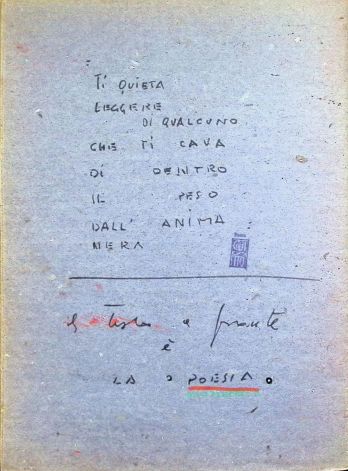 TI QUIETA
LEGGERE
DI QUALCUNO
CHE TI CAVA
DI DENTRO
IL PESO
DALL' ANIMA
NERA
il testo a fronte
è
LA POESIA